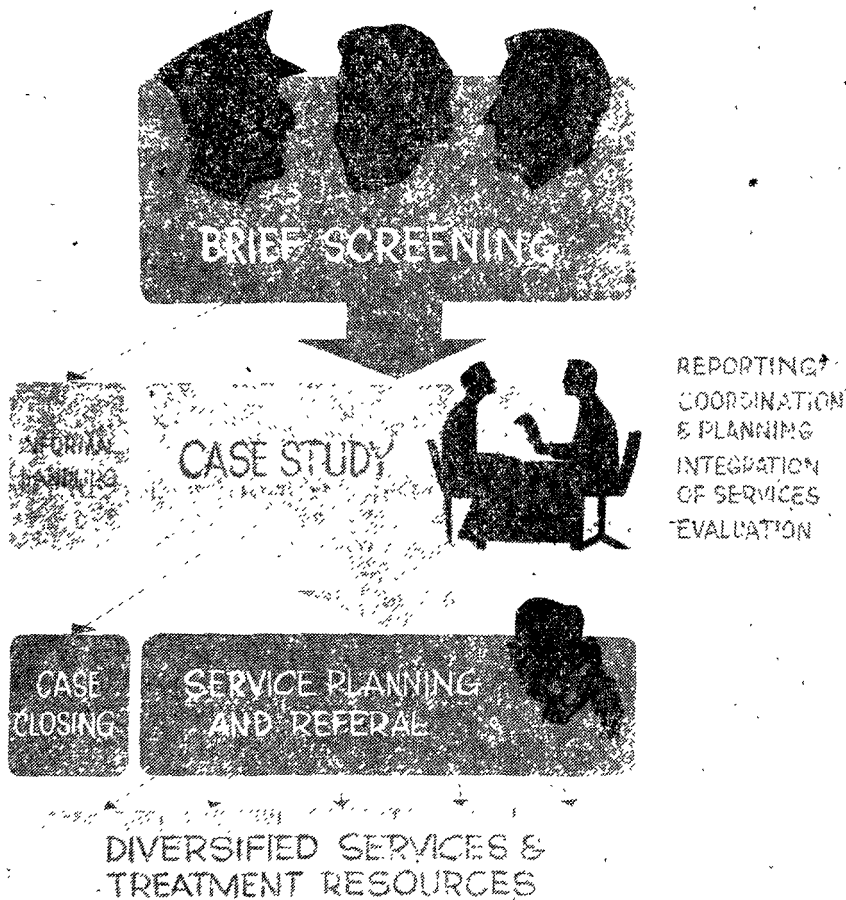 BRIEF SCREENING
CASE STUDY
REPORTING
COORDINATION
& PLANNING
INTEGRATION
OF SERVICES
EVALUATION
CASE
CLOSING
SERVICE PLANNING
AND REFERAL
DIVERSIFIED SERVICES &
TREATMENT RESOURCES